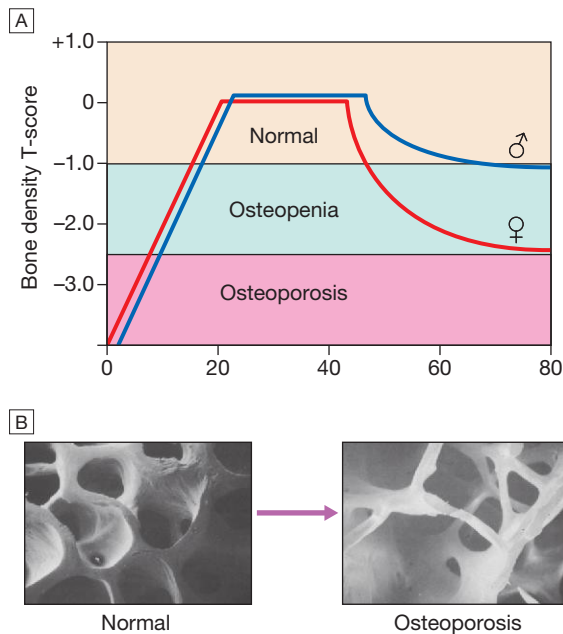 A
+1.0
0
−1.0
−2.0
−3.0
Bone density T-score
Normal
Osteopenia
Osteoporosis
♂
♀
0 20 40 60 80
B
Normal Osteoporosis